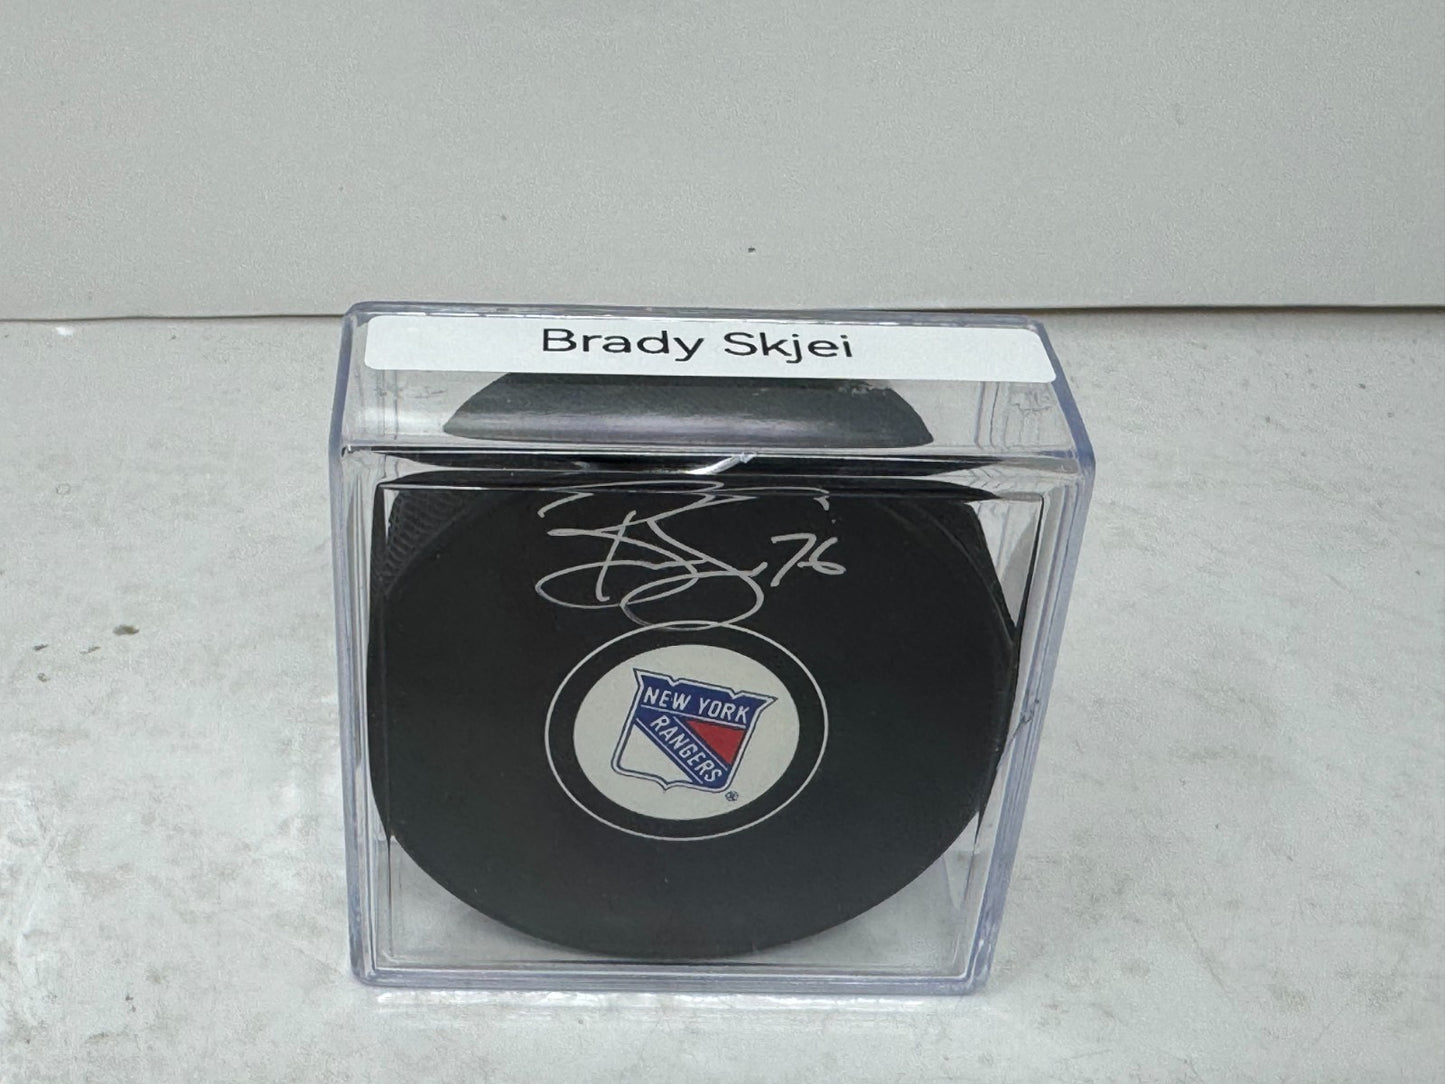 Brady Skjei
76
NEW YORK
RANGERS
®